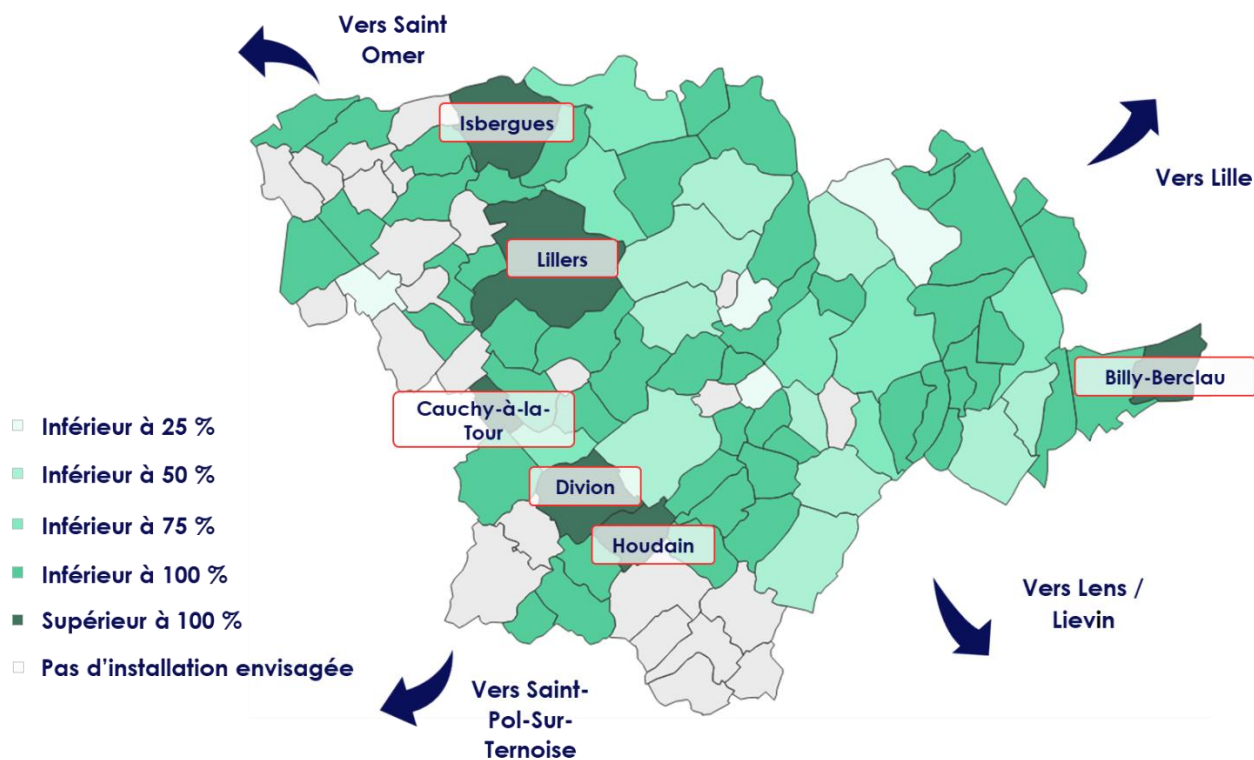 Vers Saint
Omer
Isbergues
Vers Lille
Lillers
Billy-Berclau
Cauchy-à-la-
Tour
Divion
Houdain
Inférieur à 25 %
Inférieur à 50 %
Inférieur à 75 %
Inférieur à 100 %
Supérieur à 100 %
Pas d'installation envisagée
Vers Lens /
Lievin
Vers Saint-
Pol-Sur-
Ternoise